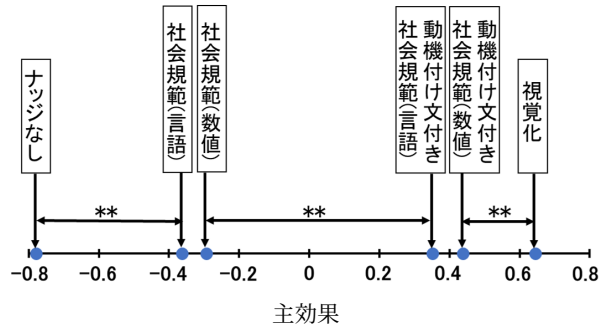 ナッジなし
社会規範(言語)
社会規範(数値)
動機付け文付き
社会規範(言語)
動機付け文付き
社会規範(数値)
視覚化
** ** **
−0.8 −0.6 −0.4 −0.2 0 0.2 0.4 0.6 0.8
主効果